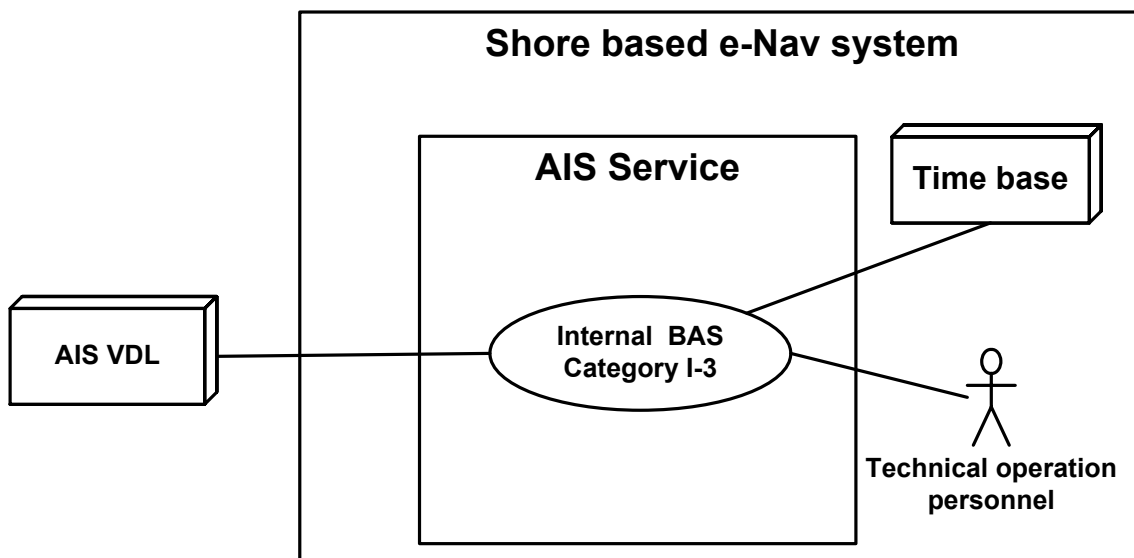 Shore based e-Nav system
AIS Service
Time base
AIS VDL
Internal BAS
Category I-3
Technical operation
personnel